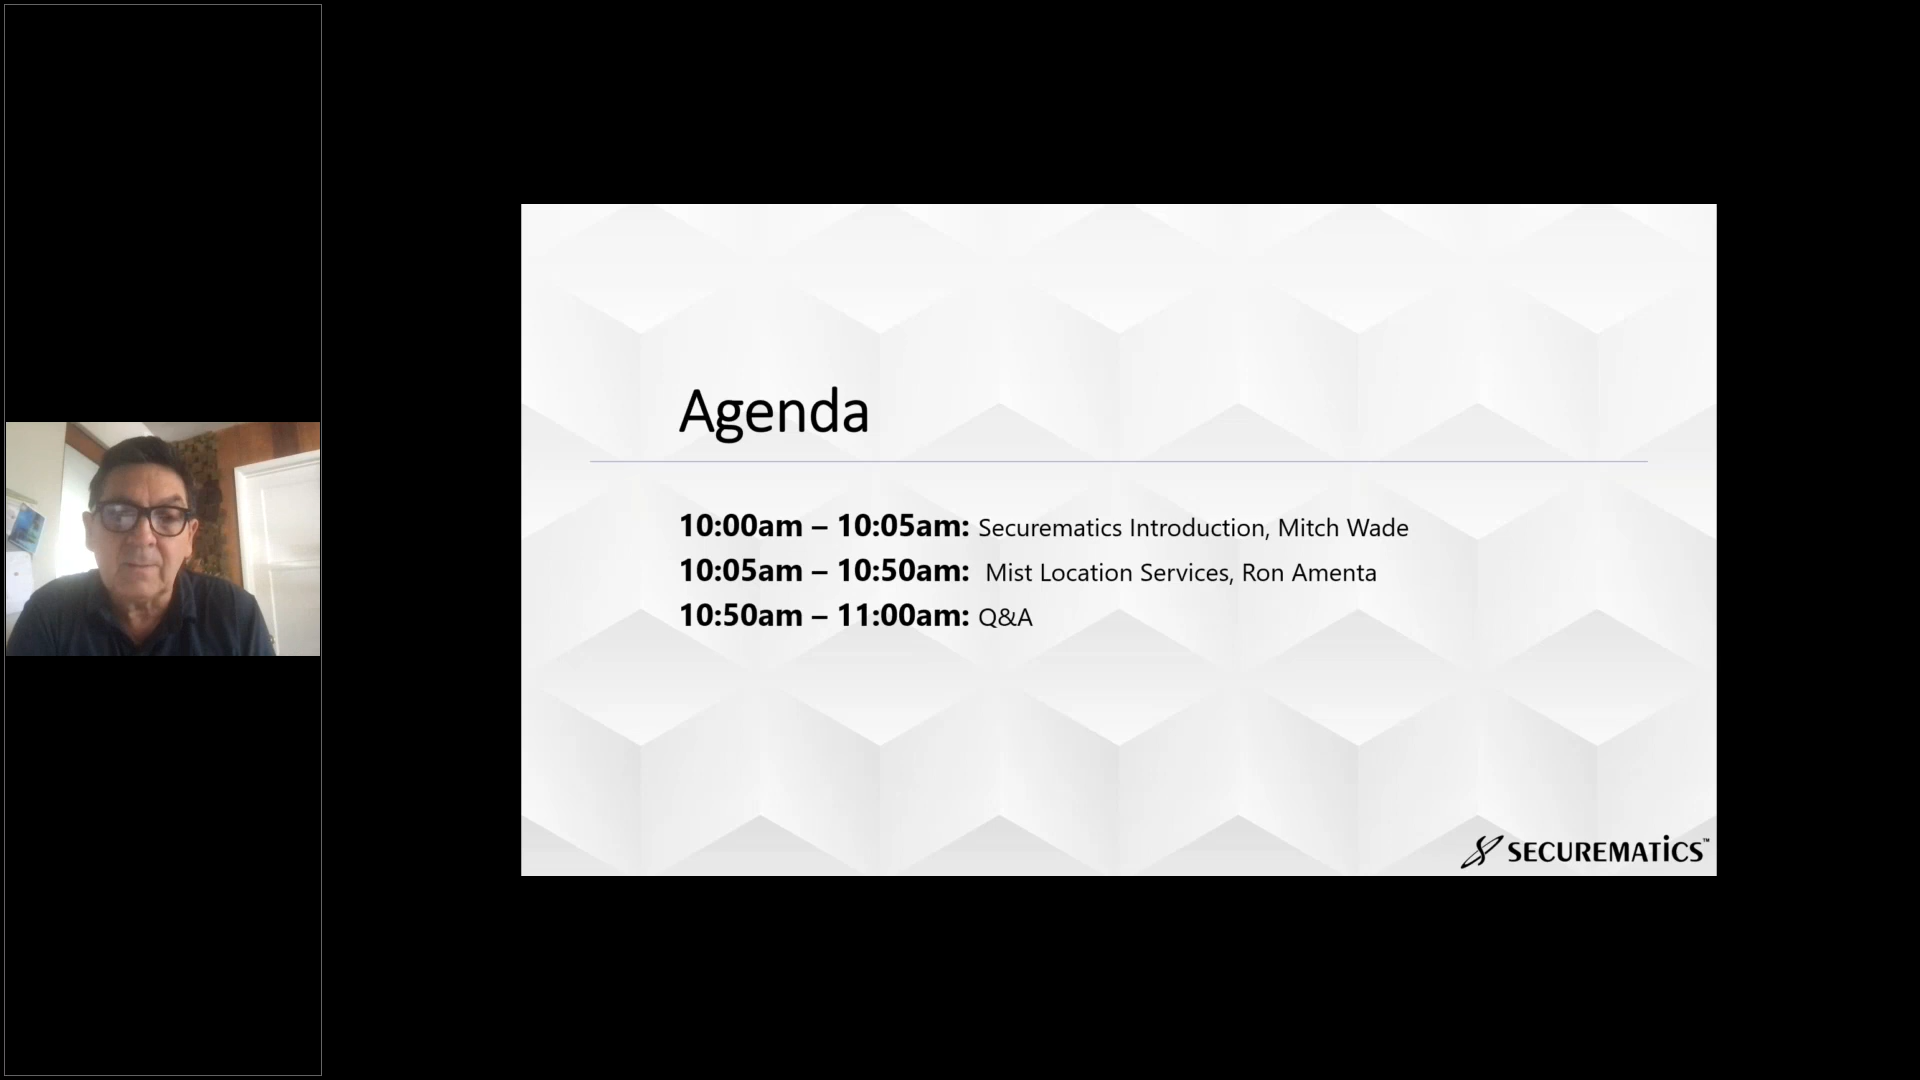 Agenda
10:00am – 10:05am: Securematics Introduction, Mitch Wade
10:05am – 10:50am: Mist Location Services, Ron Amenta
10:50am – 11:00am: Q&A
SECUREMATICS™